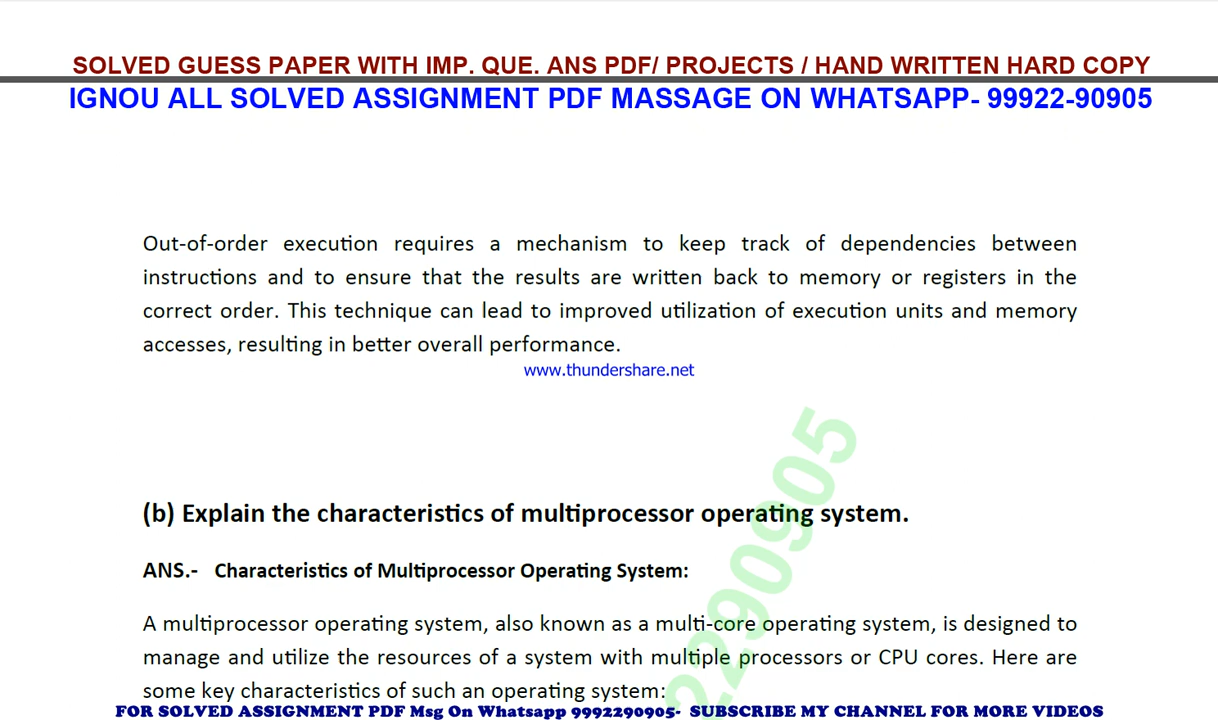 SOLVED GUESS PAPER WITH IMP. QUE. ANS PDF/ PROJECTS / HAND WRITTEN HARD COPY
IGNOU ALL SOLVED ASSIGNMENT PDF MASSAGE ON WHATSAPP- 99922-90905
Out-of-order execution requires a mechanism to keep track of dependencies between
instructions and to ensure that the results are written back to memory or registers in the
correct order. This technique can lead to improved utilization of execution units and memory
accesses, resulting in better overall performance.
www.thundershare.net
(b) Explain the characteristics of multiprocessor operating system.
ANS.- Characteristics of Multiprocessor Operating System:
A multiprocessor operating system, also known as a multi-core operating system, is designed to
manage and utilize the resources of a system with multiple processors or CPU cores. Here are
some key characteristics of such an operating system:
2290905
FOR SOLVED ASSIGNMENT PDF Msg On Whatsapp 9992290905- SUBSCRIBE MY CHANNEL FOR MORE VIDEOS